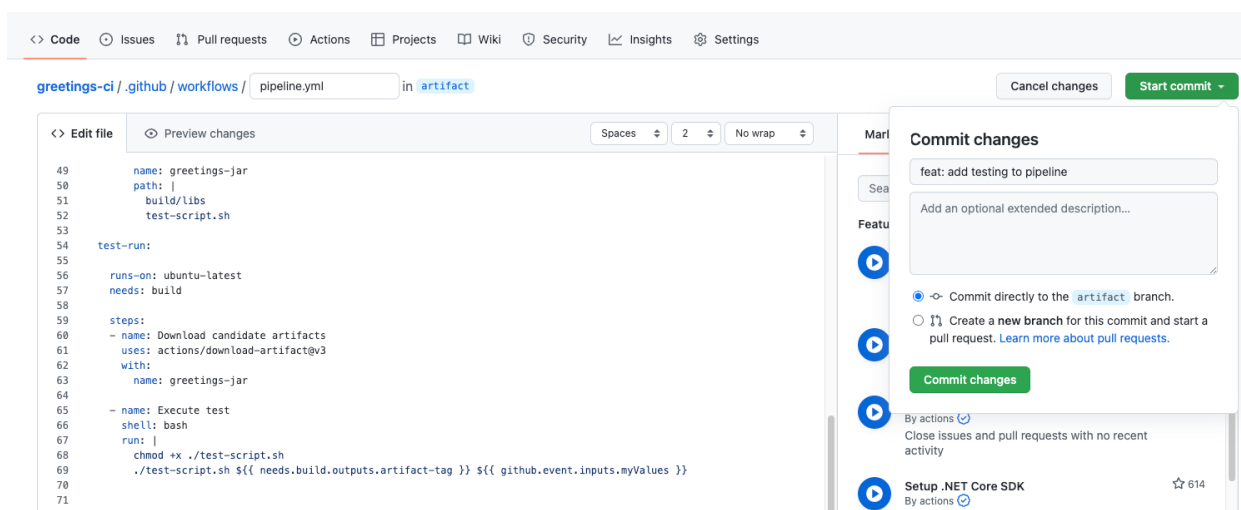 <> Code Issues Pull requests Actions Projects Wiki Security Insights Settings
greetings-ci / .github / workflows / pipeline.yml in artifact Cancel changes Start commit
<> Edit file Preview changes Spaces 2 No wrap
49 name: greetings-jar
50 path: |
51 build/libs
52 test-script.sh
53
54 test-run:
55
56 runs-on: ubuntu-latest
57 needs: build
58
59 steps:
60 - name: Download candidate artifacts
61 uses: actions/download-artifact@v3
62 with:
63 name: greetings-jar
64
65 - name: Execute test
66 shell: bash
67 run: |
68 chmod +x ./test-script.sh
69 ./test-script.sh ${{ needs.build.outputs.artifact-tag }} ${{ github.event.inputs.myValues }}
70
71
Mar
Sea
Featu
Commit changes
feat: add testing to pipeline
Add an optional extended description...
Commit directly to the artifact branch.
Create a new branch for this commit and start a
pull request. Learn more about pull requests.
Commit changes
By actions
Close issues and pull requests with no recent
activity
Setup .NET Core SDK 614
By actions